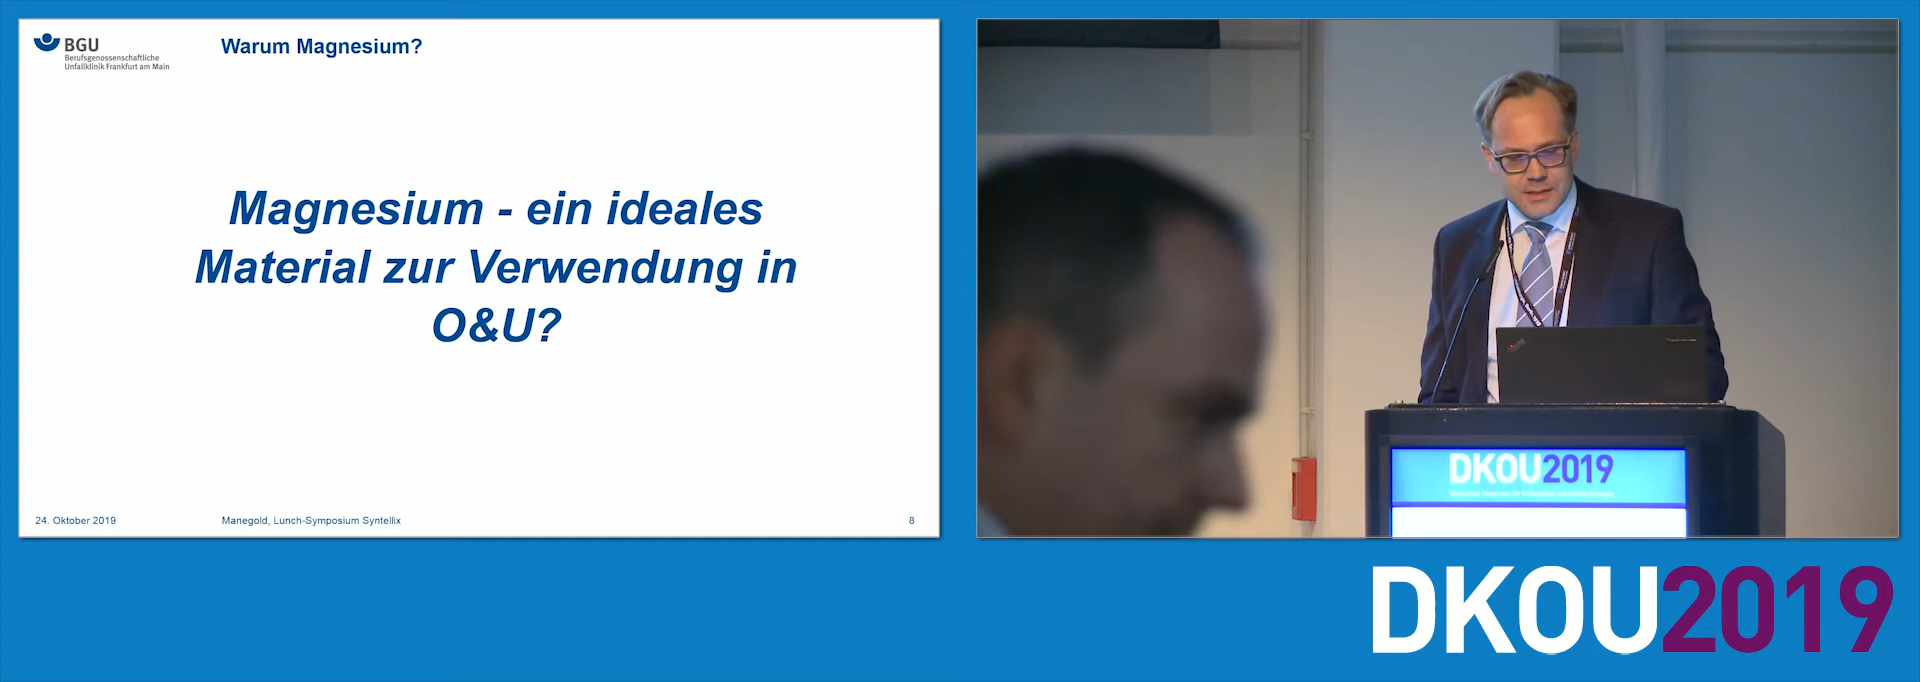 BGU
Berufsgenossenschaftliche
Unfallklinik Frankfurt am Main
Warum Magnesium?
Magnesium - ein ideales
Material zur Verwendung in
O&U?
24. Oktober 2019
Manegold, Lunch-Symposium Syntellix
8
DKOU2019
DKOU2019